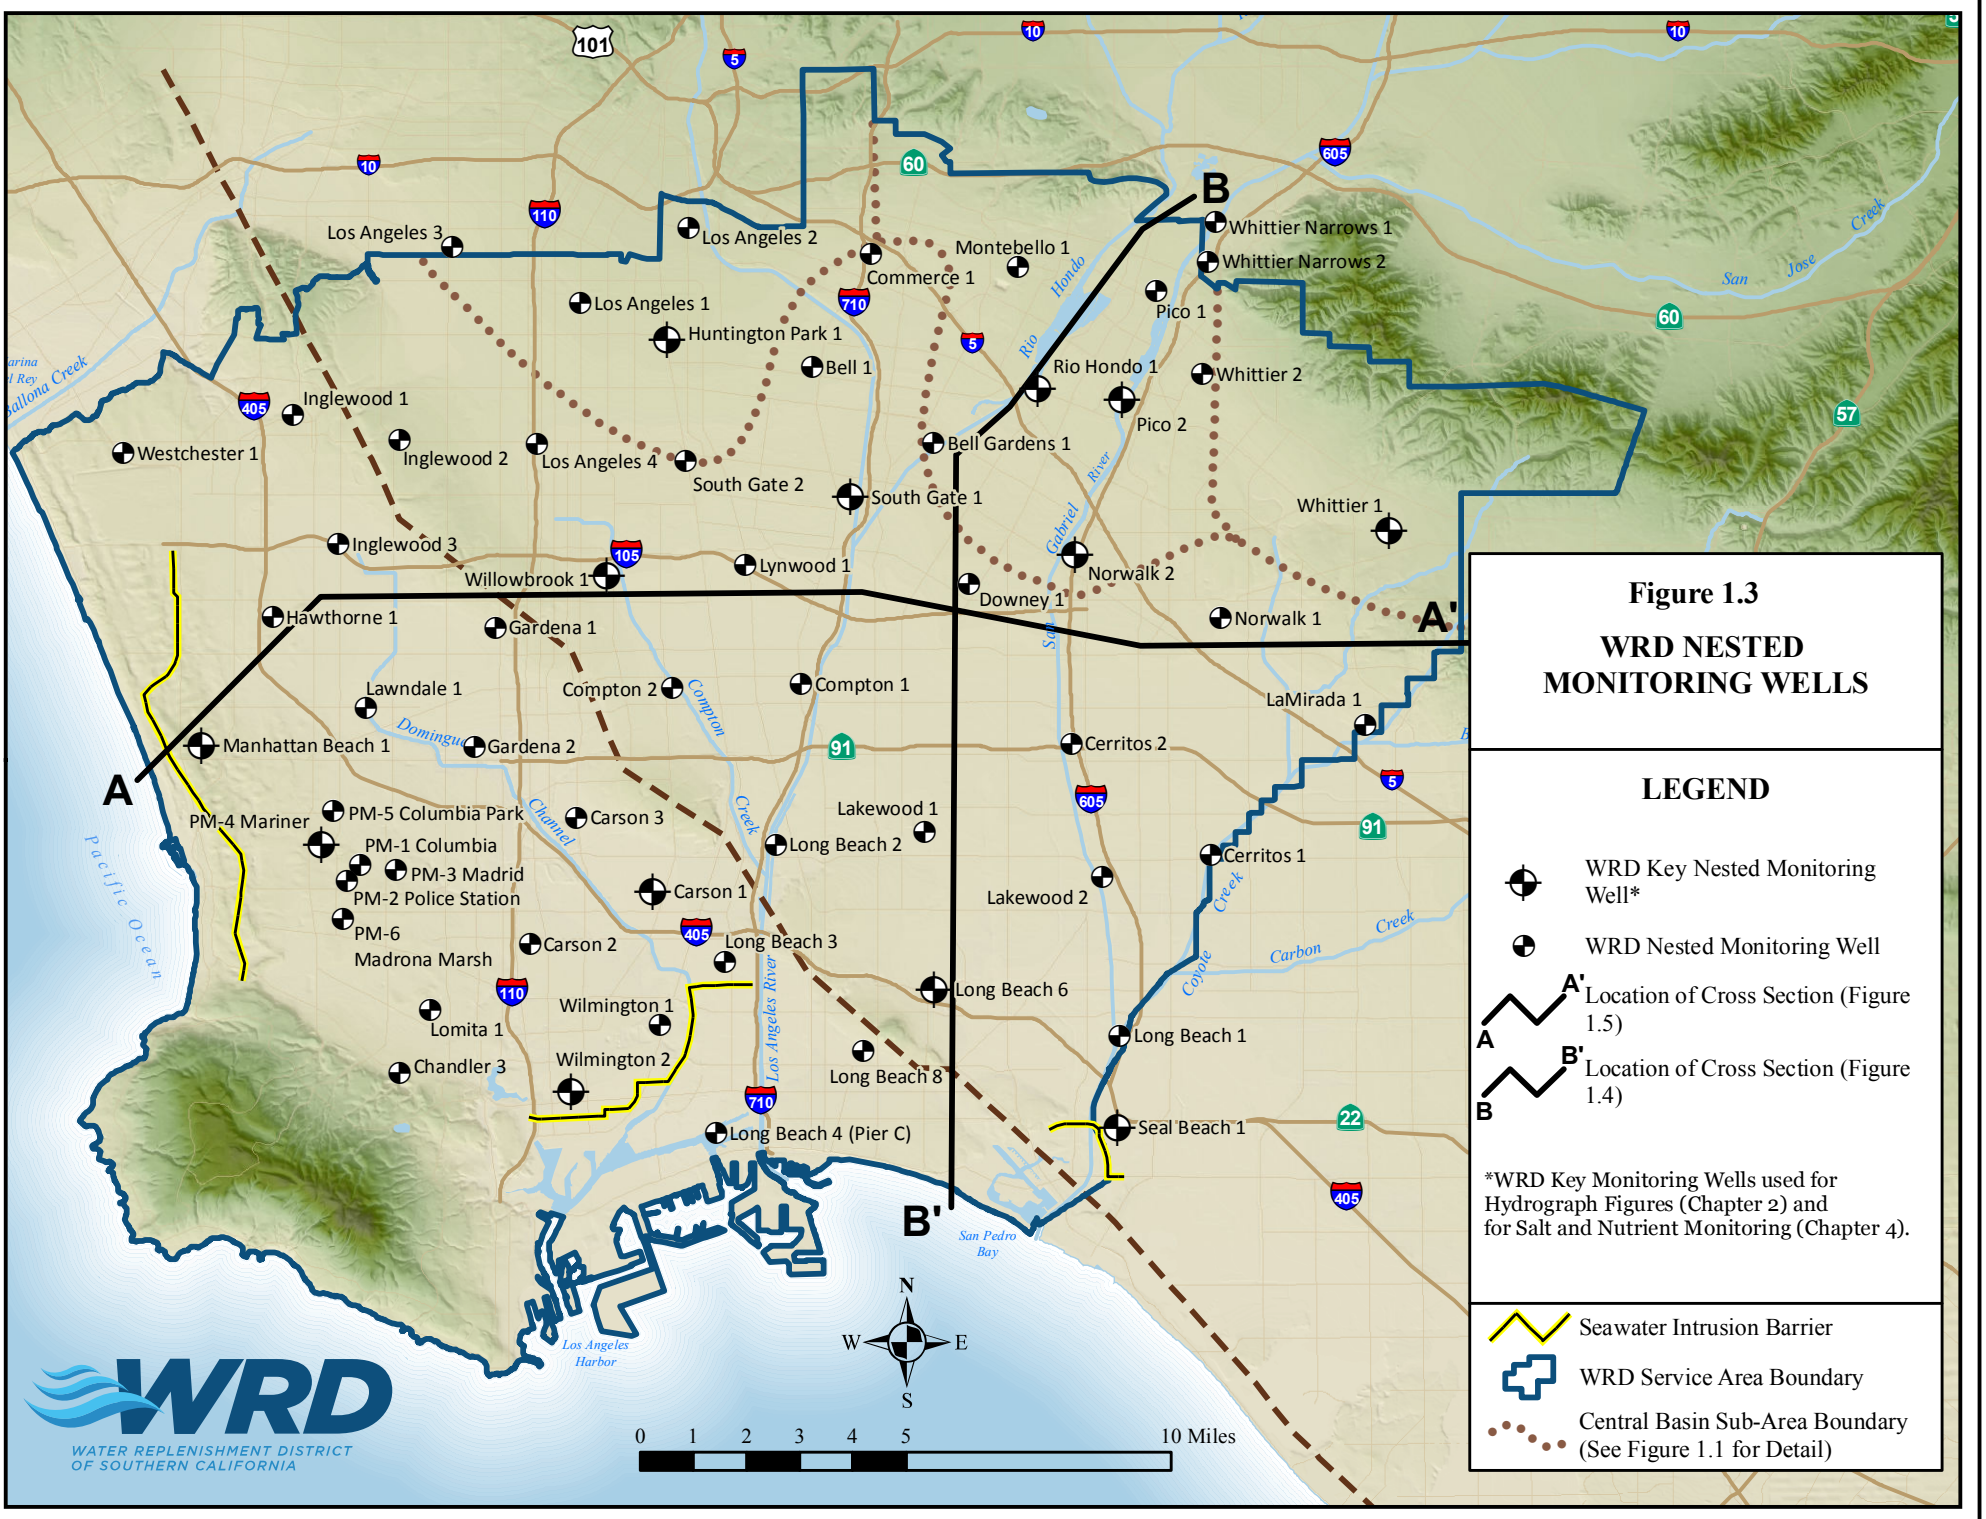 101
5
10
10
10
60
605
110
B
Los Angeles 3
Los Angeles 2
Whittier Narrows 1
Montebello 1
Whittier Narrows 2
Commerce 1
Creek
Jose
San
Hondo
Rio
710
Los Angeles 1
Pico 1
60
Huntington Park 1
5
Bell 1
Rio Hondo 1
Whittier 2
Ballona Creek
405
Inglewood 1
Pico 2
57
Westchester 1
Inglewood 2
Los Angeles 4
Bell Gardens 1
South Gate 2
South Gate 1
River
Gabriel
San
Whittier 1
Inglewood 3
105
Willowbrook 1
Lynwood 1
Norwalk 2
Downey 1
Hawthorne 1
Gardena 1
Norwalk 1
A'
Lawndale 1
Compton 2
Compton
Creek
Compton 1
LaMirada 1
Manhattan Beach 1
Gardena 2
Channel
91
Cerritos 2
A
5
605
PM-5 Columbia Park
PM-4 Mariner
Carson 3
Lakewood 1
91
PM-1 Columbia
Long Beach 2
Cerritos 1
PM-3 Madrid
PM-2 Police Station
Carson 1
Lakewood 2
Pacific Ocean
PM-6
Madrona Marsh
Carson 2
405
Long Beach 3
Creek
Coyote
Carbon
Creek
110
Long Beach 6
Wilmington 1
Lomita 1
Los Angeles River
Long Beach 1
Wilmington 2
Chandler 3
Long Beach 8
710
Long Beach 4 (Pier C)
Seal Beach 1
22
405
B'
San Pedro
Bay
Los Angeles
Harbor
N
W
E
S
0 1 2 3 4 5 10 Miles
WRD
WATER REPLENISHMENT DISTRICT
OF SOUTHERN CALIFORNIA
Figure 1.3
WRD NESTED
MONITORING WELLS
LEGEND
WRD Key Nested Monitoring
Well*
WRD Nested Monitoring Well
A A' Location of Cross Section (Figure
1.5)
B B' Location of Cross Section (Figure
1.4)
*WRD Key Monitoring Wells used for
Hydrograph Figures (Chapter 2) and
for Salt and Nutrient Monitoring (Chapter 4).
Seawater Intrusion Barrier
WRD Service Area Boundary
Central Basin Sub-Area Boundary
(See Figure 1.1 for Detail)